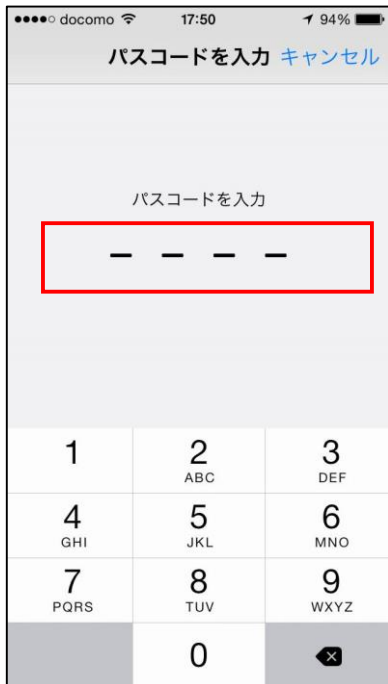 docomo 17:50 94%
パスコードを入力 キャンセル
パスコードを入力
1 2 3
ABC DEF
4 5 6
GHI JKL MNO
7 8 9
PQRS TUV WXYZ
0